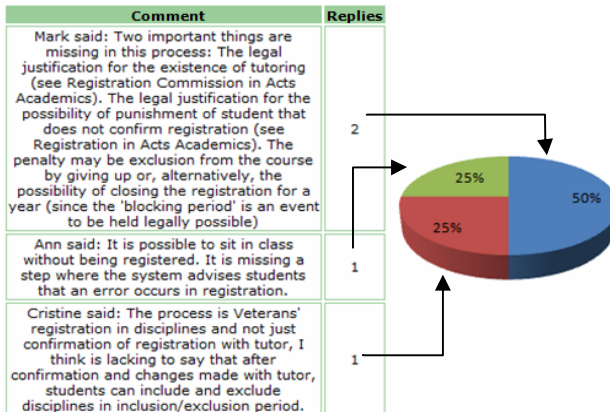 Comment Replies
Mark said: Two important things are
missing in this process: The legal
justification for the existence of tutoring
(see Registration Commission in Acts
Academics). The legal justification for the
possibility of punishment of student that
does not confirm registration (see
Registration in Acts Academics). The
penalty may be exclusion from the course
by giving up or, alternatively, the
possibility of closing the registration for a
year (since the 'blocking period' is an event
to be held legally possible)
2
Ann said: It is possible to sit in class
without being registered. It is missing a
step where the system advises students
that an error occurs in registration.
1
Cristine said: The process is Veterans'
registration in disciplines and not just
confirmation of registration with tutor, I
think is lacking to say that after
confirmation and changes made with tutor,
students can include and exclude
disciplines in inclusion/exclusion period.
1
25%
50%
25%